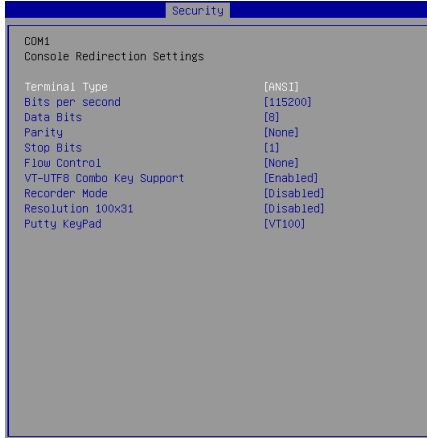 Security
COM1
Console Redirection Settings
Terminal Type [ANSI]
Bits per second [115200]
Data Bits [8]
Parity [None]
Stop Bits [1]
Flow Control [None]
VT-UTF8 Combo Key Support [Enabled]
Recorder Mode [Disabled]
Resolution 100x31 [Disabled]
Putty KeyPad [VT100]